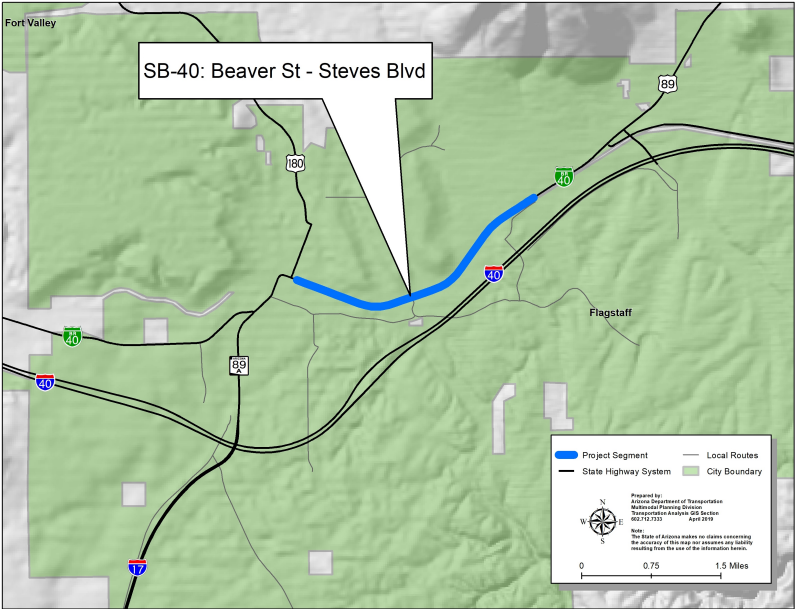 Fort Valley
SB-40: Beaver St - Steves Blvd
89
180
BR
40
40
Flagstaff
BR
40
89
A
40
17
Project Segment
Local Routes
State Highway System
City Boundary
N
W E
S
Prepared by:
Arizona Department of Transportation
Multimodal Planning Division
Transportation Analysis GIS Section
602.712.7333 April 2019
Note:
The State of Arizona makes no claims concerning
the accuracy of this map nor assumes any liability
resulting from the use of the information herein.
0 0.75 1.5 Miles